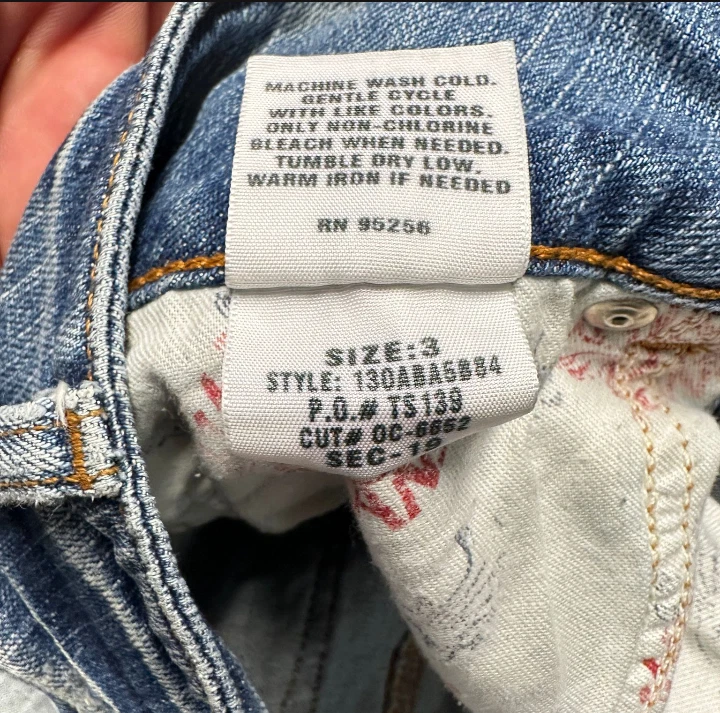 MACHINE WASH COLD.
GENTLE CYCLE
WITH LIKE COLORS.
ONLY NON-CHLORINE
BLEACH WHEN NEEDED.
TUMBLE DRY LOW.
WARM IRON IF NEEDED
RN 95256
SIZE:3
STYLE: 130ABA5B84
P.O.# TS139
CUT# OC-6652
SEC-19